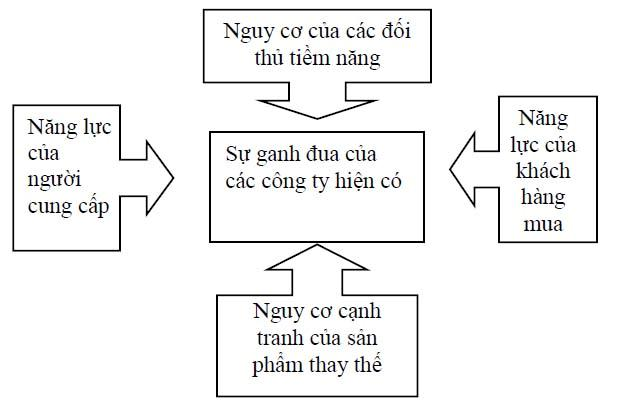 Nguy cơ của các đối
thủ tiềm năng
Năng lực
của
người
cung cấp
Sự ganh đua của
các công ty hiện có
Năng
lực của
khách
hàng
mua
Nguy cơ cạnh
tranh của sản
phẩm thay thế